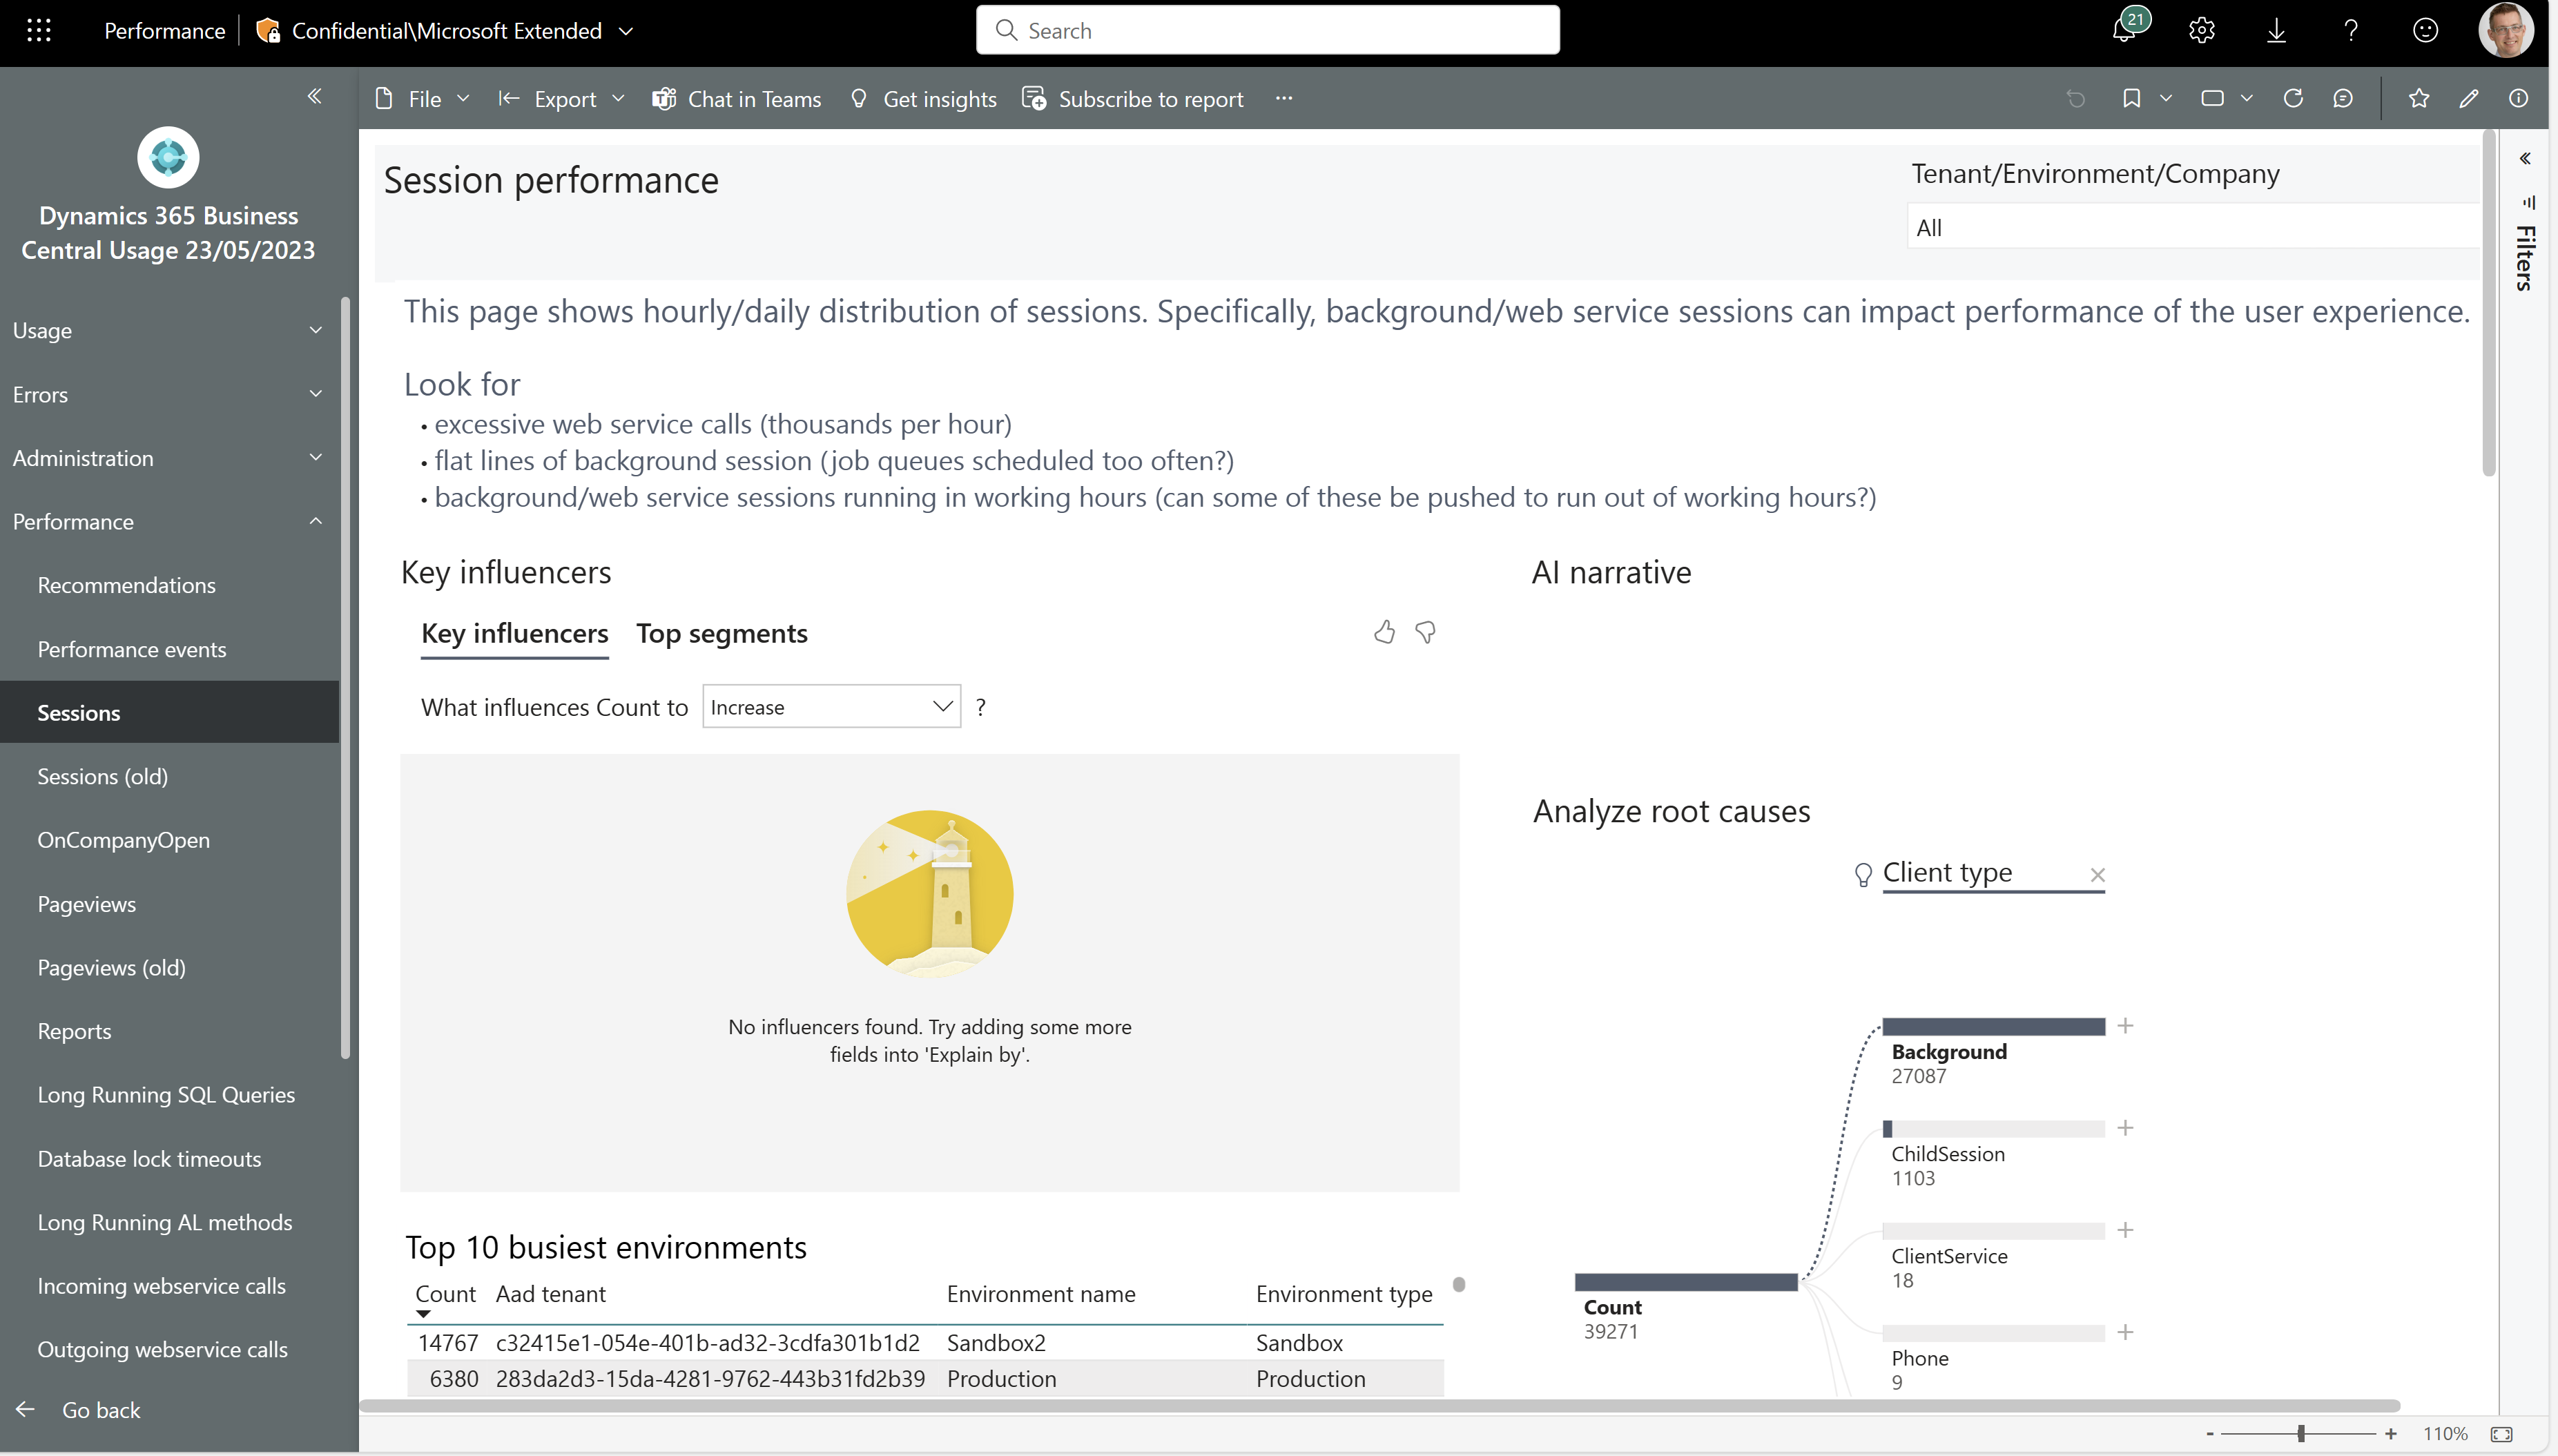 Performance
Confidential\Microsoft Extended
Search
21
File
Export
Chat in Teams
Get insights
Subscribe to report
Dynamics 365 Business
Central Usage 23/05/2023
Usage
Errors
Administration
Performance
Recommendations
Performance events
Sessions
Sessions (old)
OnCompanyOpen
Pageviews
Pageviews (old)
Reports
Long Running SQL Queries
Database lock timeouts
Long Running AL methods
Incoming webservice calls
Outgoing webservice calls
Go back
Session performance
Tenant/Environment/Company
All
Filters
This page shows hourly/daily distribution of sessions. Specifically, background/web service sessions can impact performance of the user experience.
Look for
• excessive web service calls (thousands per hour)
• flat lines of background session (job queues scheduled too often?)
• background/web service sessions running in working hours (can some of these be pushed to run out of working hours?)
Key influencers
Key influencers Top segments
What influences Count to Increase ?
No influencers found. Try adding some more
fields into 'Explain by'.
Top 10 busiest environments
Count Aad tenant Environment name Environment type
14767 c32415e1-054e-401b-ad32-3cdfa301b1d2 Sandbox2 Sandbox
6380 283da2d3-15da-4281-9762-443b31fd2b39 Production Production
AI narrative
Analyze root causes
Client type
Background
27087
ChildSession
1103
ClientService
18
Count
39271
Phone
9
- + 110%